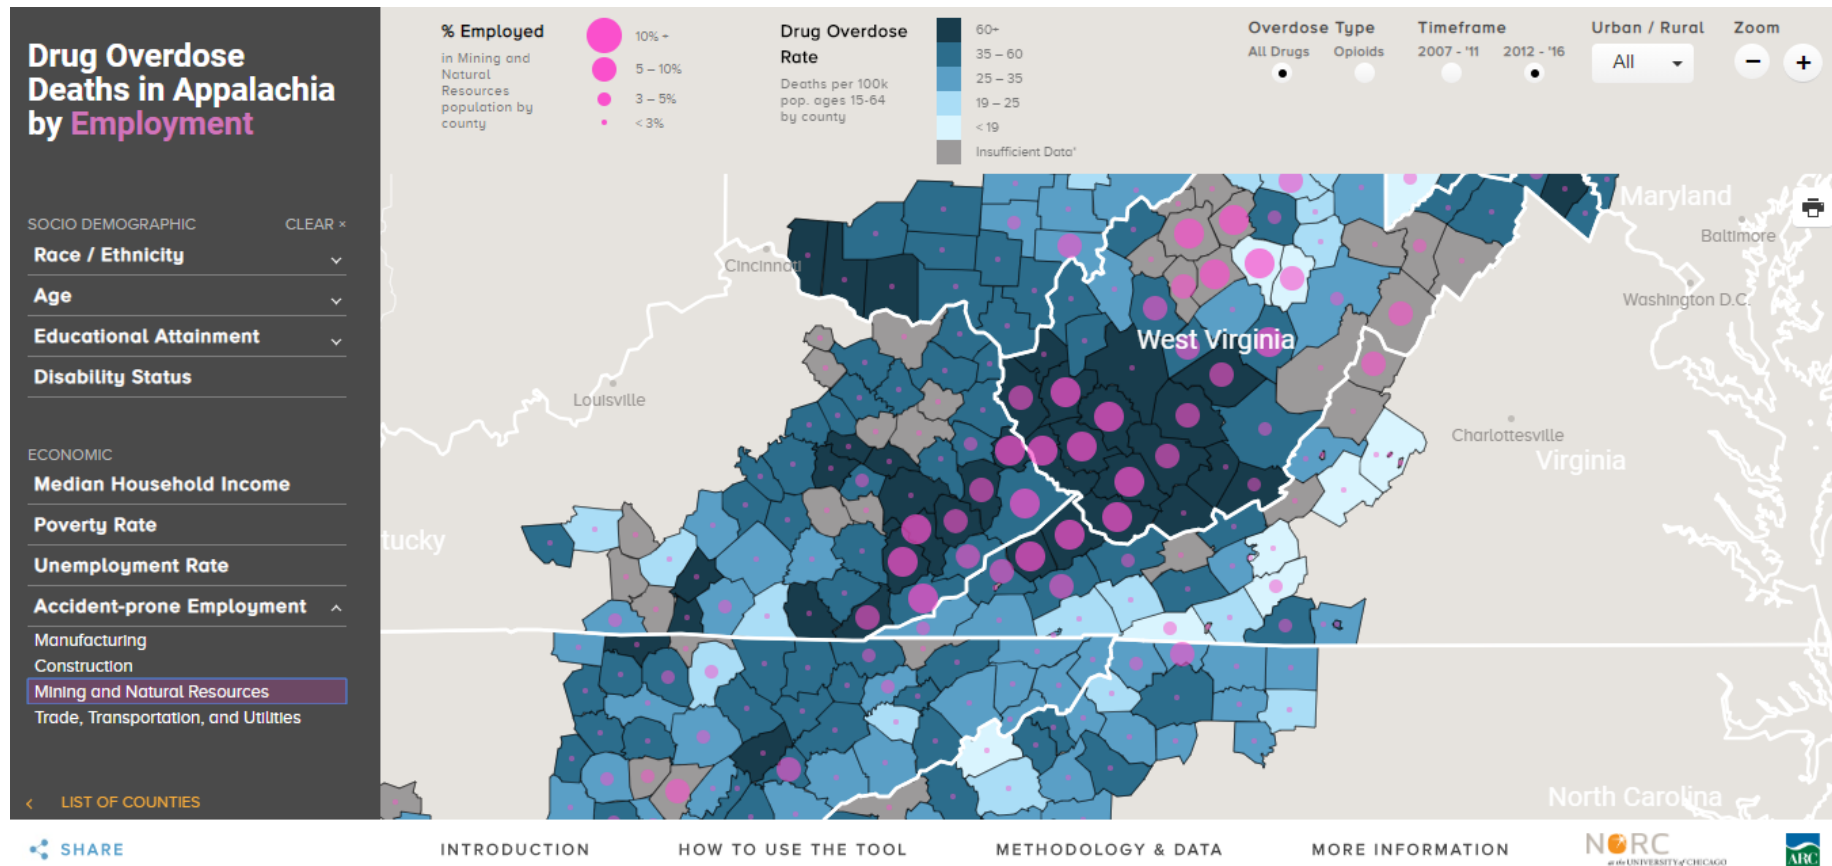 Drug Overdose
Deaths in Appalachia
by Employment
SOCIO DEMOGRAPHIC CLEAR ×
Race / Ethnicity
Age
Educational Attainment
Disability Status
ECONOMIC
Median Household Income
Poverty Rate
Unemployment Rate
Accident-prone Employment
Manufacturing
Construction
Mining and Natural Resources
Trade, Transportation, and Utilities
‹ LIST OF COUNTIES
% Employed
in Mining and
Natural
Resources
population by
county
10% +
5 – 10%
3 – 5%
< 3%
Drug Overdose
Rate
Deaths per 100k
pop. ages 15-64
by county
60+
35 – 60
25 – 35
19 – 25
< 19
Insufficient Data*
Overdose Type
All Drugs Opioids
Timeframe
2007 - '11 2012 - '16
Urban / Rural
All
Zoom
− +
Maryland
Baltimore
Cincinnati
Washington D.C.
West Virginia
Louisville
Charlottesville
Virginia
tucky
North Carolina
SHARE
INTRODUCTION
HOW TO USE THE TOOL
METHODOLOGY & DATA
MORE INFORMATION
NORC
at the UNIVERSITY of CHICAGO
ARC